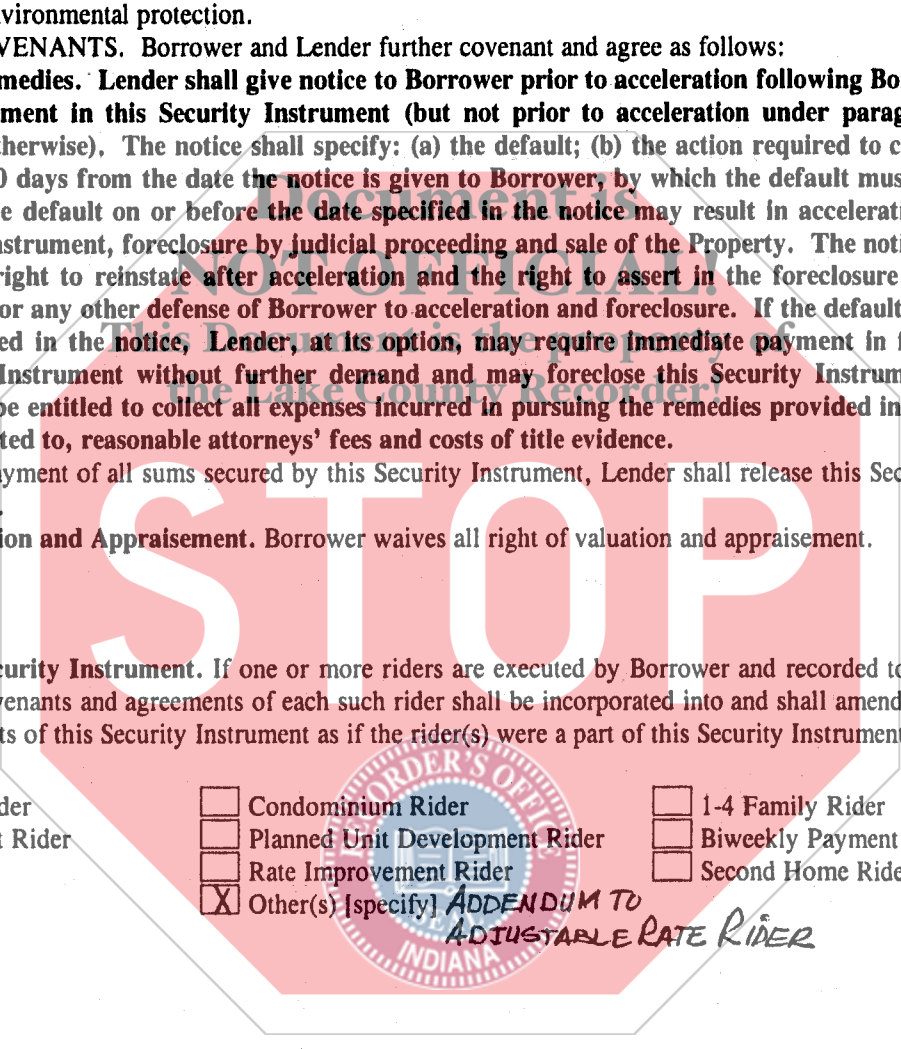 vironmental protection.
VENANTS. Borrower and Lender further covenant and agree as follows:
medies. Lender shall give notice to Borrower prior to acceleration following Bo
ment in this Security Instrument (but not prior to acceleration under parag
therwise). The notice shall specify: (a) the default; (b) the action required to c
0 days from the date the notice is given to Borrower, by which the default mus
e default on or before the date specified in the notice may result in accelerati
nstrument, foreclosure by judicial proceeding and sale of the Property. The noti
right to reinstate after acceleration and the right to assert in the foreclosure
or any other defense of Borrower to acceleration and foreclosure. If the default
ed in the notice, Lender, at its option, may require immediate payment in f
Instrument without further demand and may foreclose this Security Instrum
be entitled to collect all expenses incurred in pursuing the remedies provided in
ted to, reasonable attorneys' fees and costs of title evidence.
yment of all sums secured by this Security Instrument, Lender shall release this Sec
ion and Appraisement. Borrower waives all right of valuation and appraisement.
curity Instrument. If one or more riders are executed by Borrower and recorded to
venants and agreements of each such rider shall be incorporated into and shall amend
ts of this Security Instrument as if the rider(s) were a part of this Security Instrument
der
Condominium Rider
1-4 Family Rider
t Rider
Planned Unit Development Rider
Biweekly Payment
Rate Improvement Rider
Second Home Ride
X Other(s) [specify] ADDENDUM TO
ADJUSTABLE RATE RIDER
Document is
NOT OFFICIAL!
This Document is the property of
the Lake County Recorder!
STOP
RECORDER'S OFFICE
INDIANA